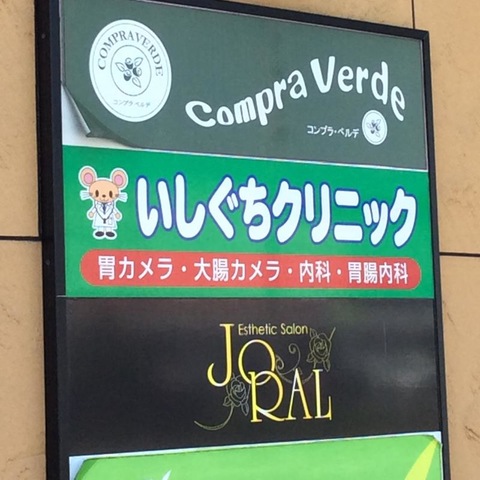 COMPRAVERDE
コンプラ・ベルデ
Compra Verde
コンプラ・ベルデ
いしぐちクリニック
胃カメラ・大腸カメラ・内科・胃腸内科
Esthetic Salon
JORAL